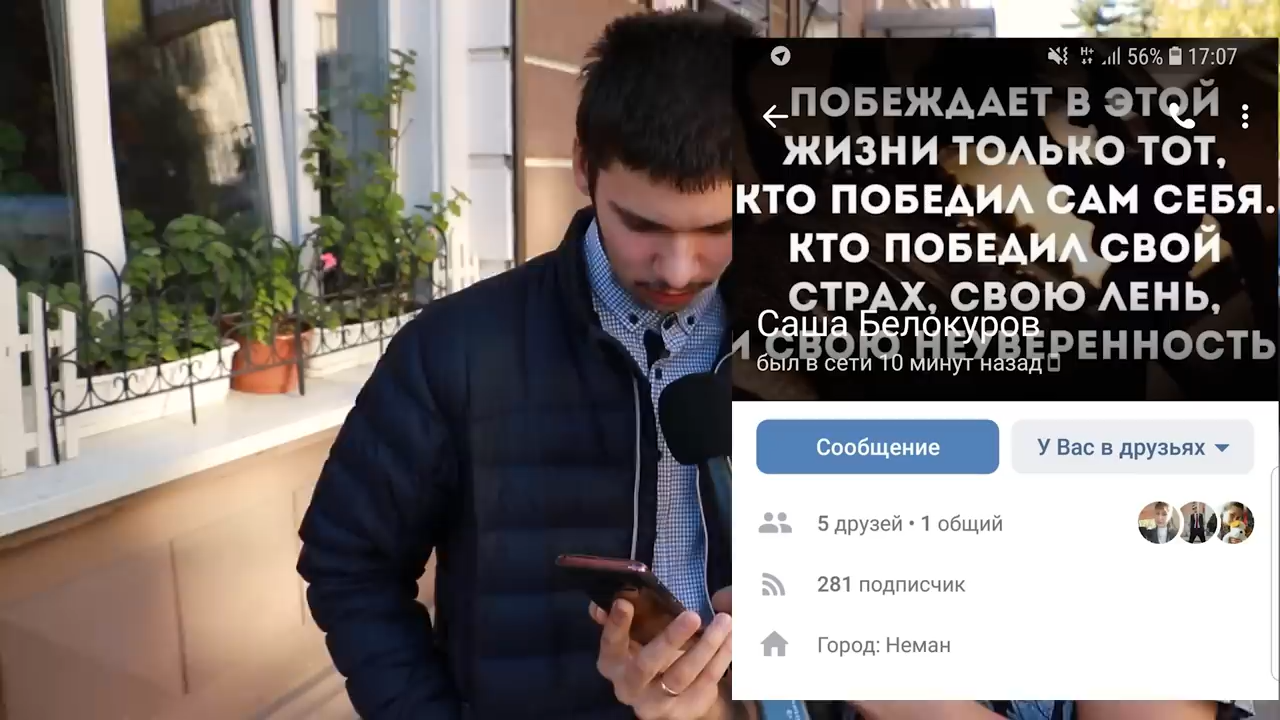 56% 17:07
ПОБЕЖДАЕТ В ЭТОЙ
ЖИЗНИ ТОЛЬКО ТОТ,
КТО ПОБЕДИЛ САМ СЕБЯ.
КТО ПОБЕДИЛ СВОЙ
СТРАХ, СВОЮ ЛЕНЬ,
Саша Белокуров
И СВОЮ НЕУВЕРЕННОСТЬ
был в сети 10 минут назад
Сообщение
У Вас в друзьях
5 друзей • 1 общий
281 подписчик
Город: Неман